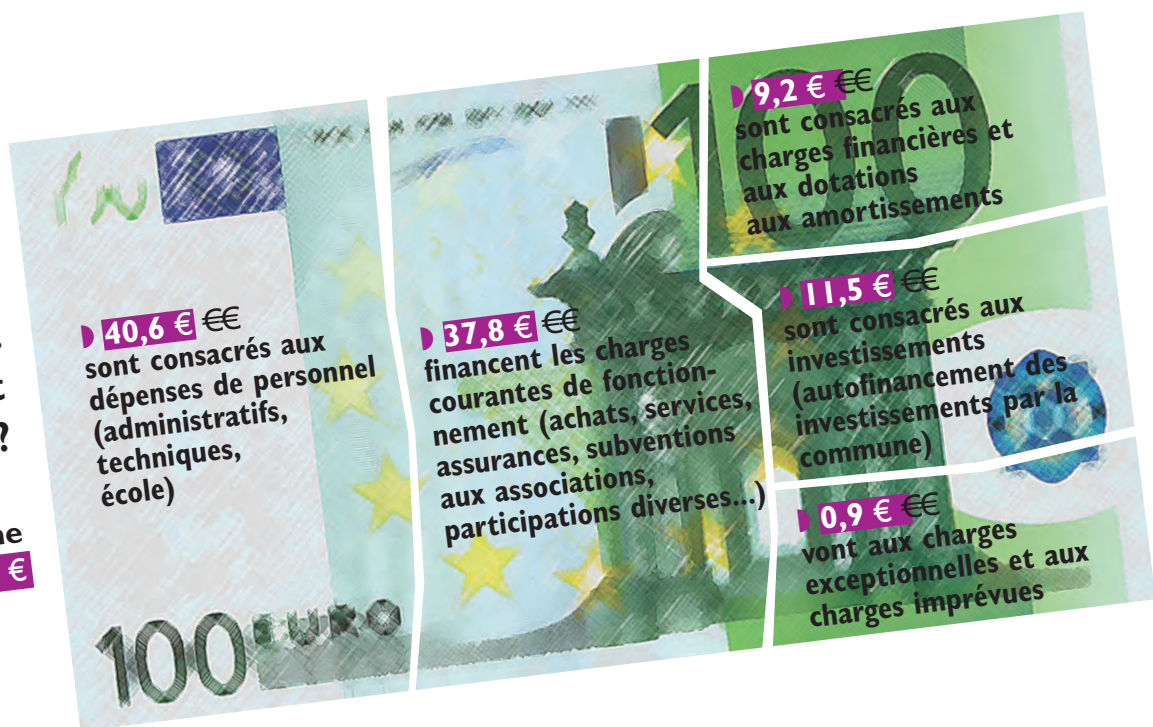 t
?
ne
€
40,6 € €€
sont consacrés aux
dépenses de personnel
(administratifs,
techniques,
école)
37,8 € €€
financent les charges
courantes de fonction-
nement (achats, services,
assurances, subventions
aux associations,
participations diverses...)
9,2 € €€
sont consacrés aux
charges financières et
aux dotations
aux amortissements
11,5 € €€
sont consacrés aux
investissements
(autofinancement des
investissements par la
commune)
0,9 € €€
vont aux charges
exceptionnelles et aux
charges imprévues
100
100 EURO